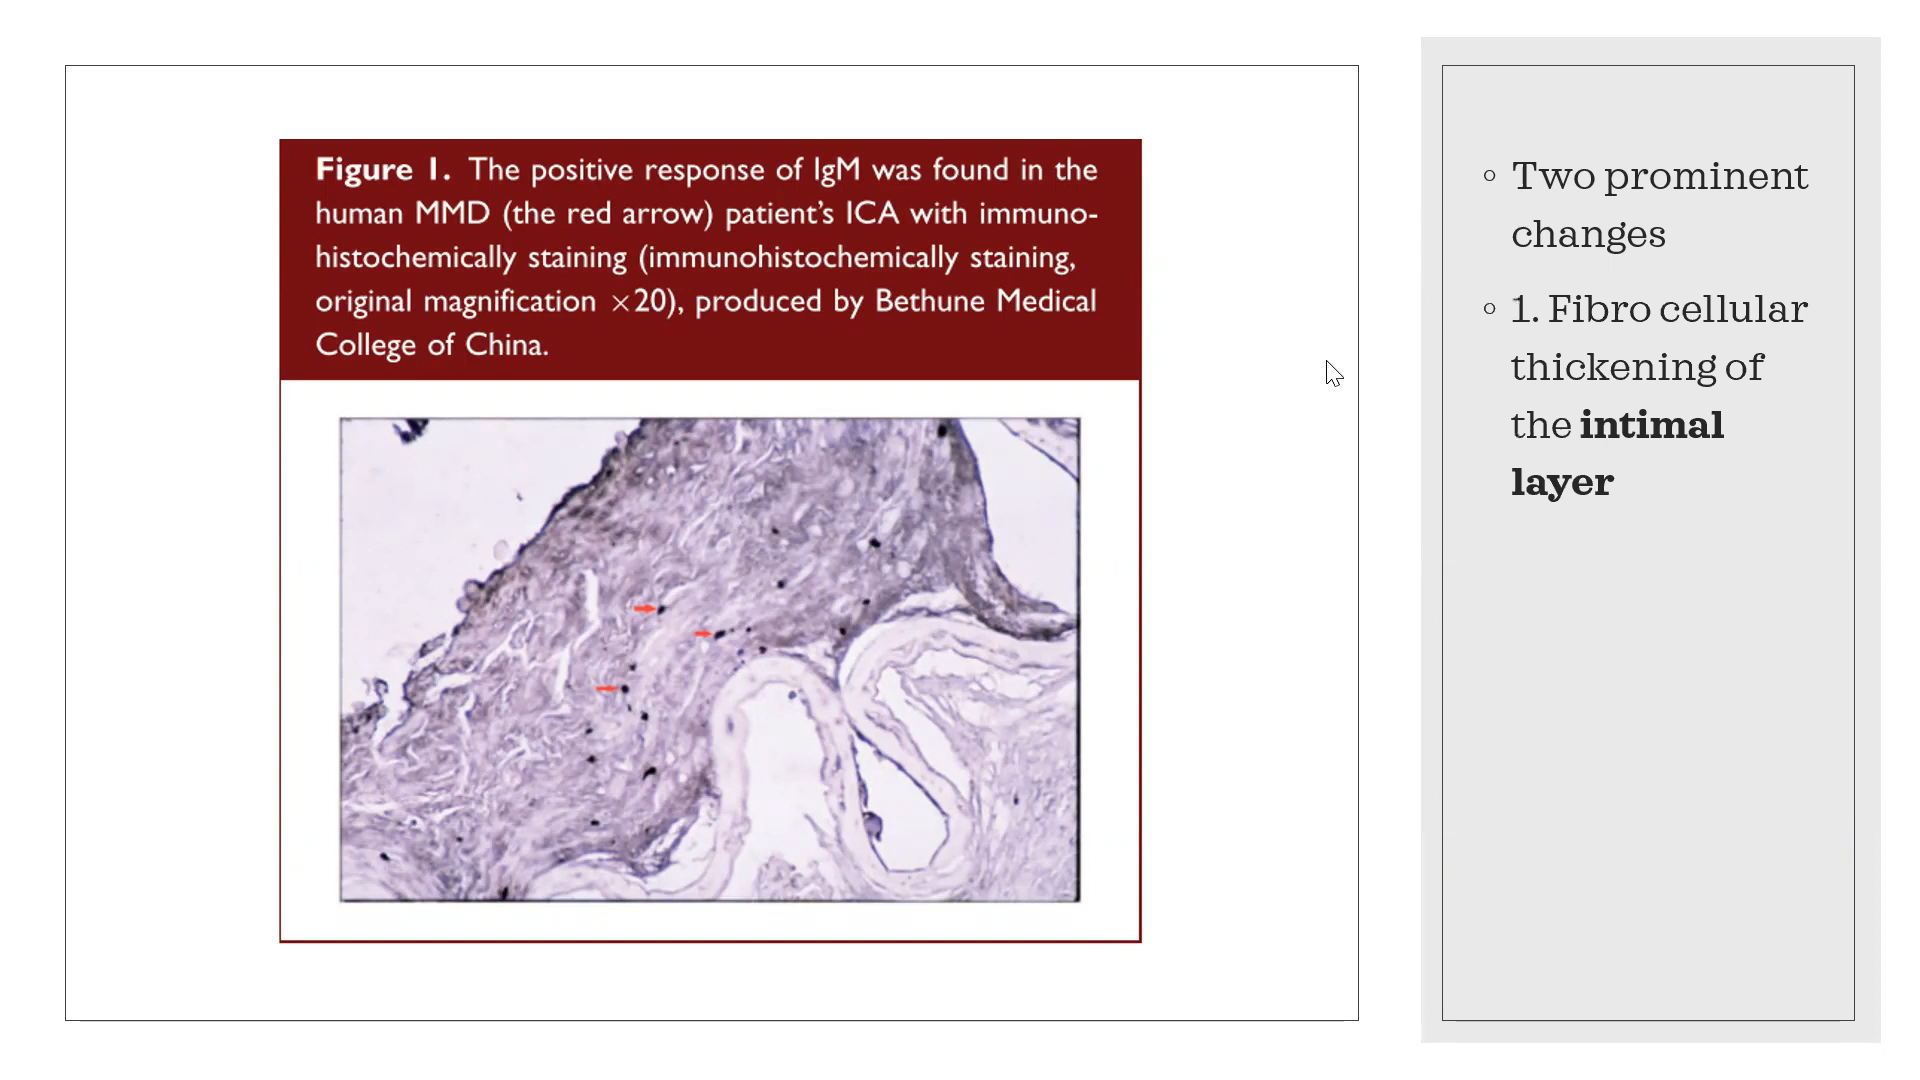 Figure 1. The positive response of IgM was found in the
human MMD (the red arrow) patient's ICA with immuno-
histochemically staining (immunohistochemically staining,
original magnification ×20), produced by Bethune Medical
College of China.
Two prominent
changes
1. Fibro cellular
thickening of
the intimal
layer